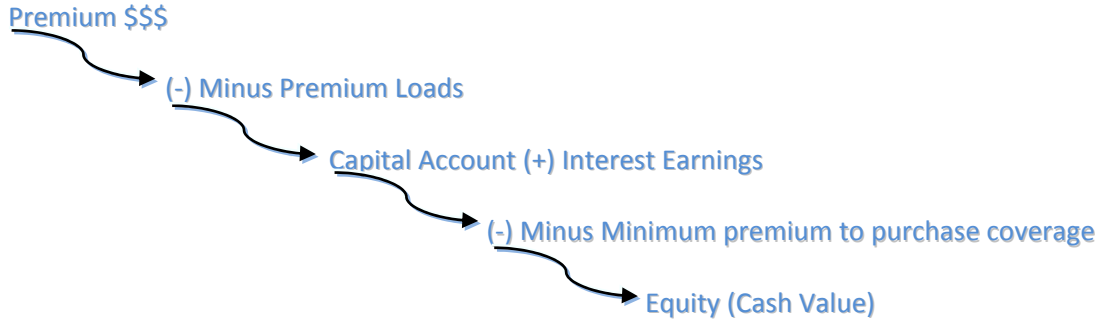 Premium $$$
(-) Minus Premium Loads
Capital Account (+) Interest Earnings
(-) Minus Minimum premium to purchase coverage
Equity (Cash Value)